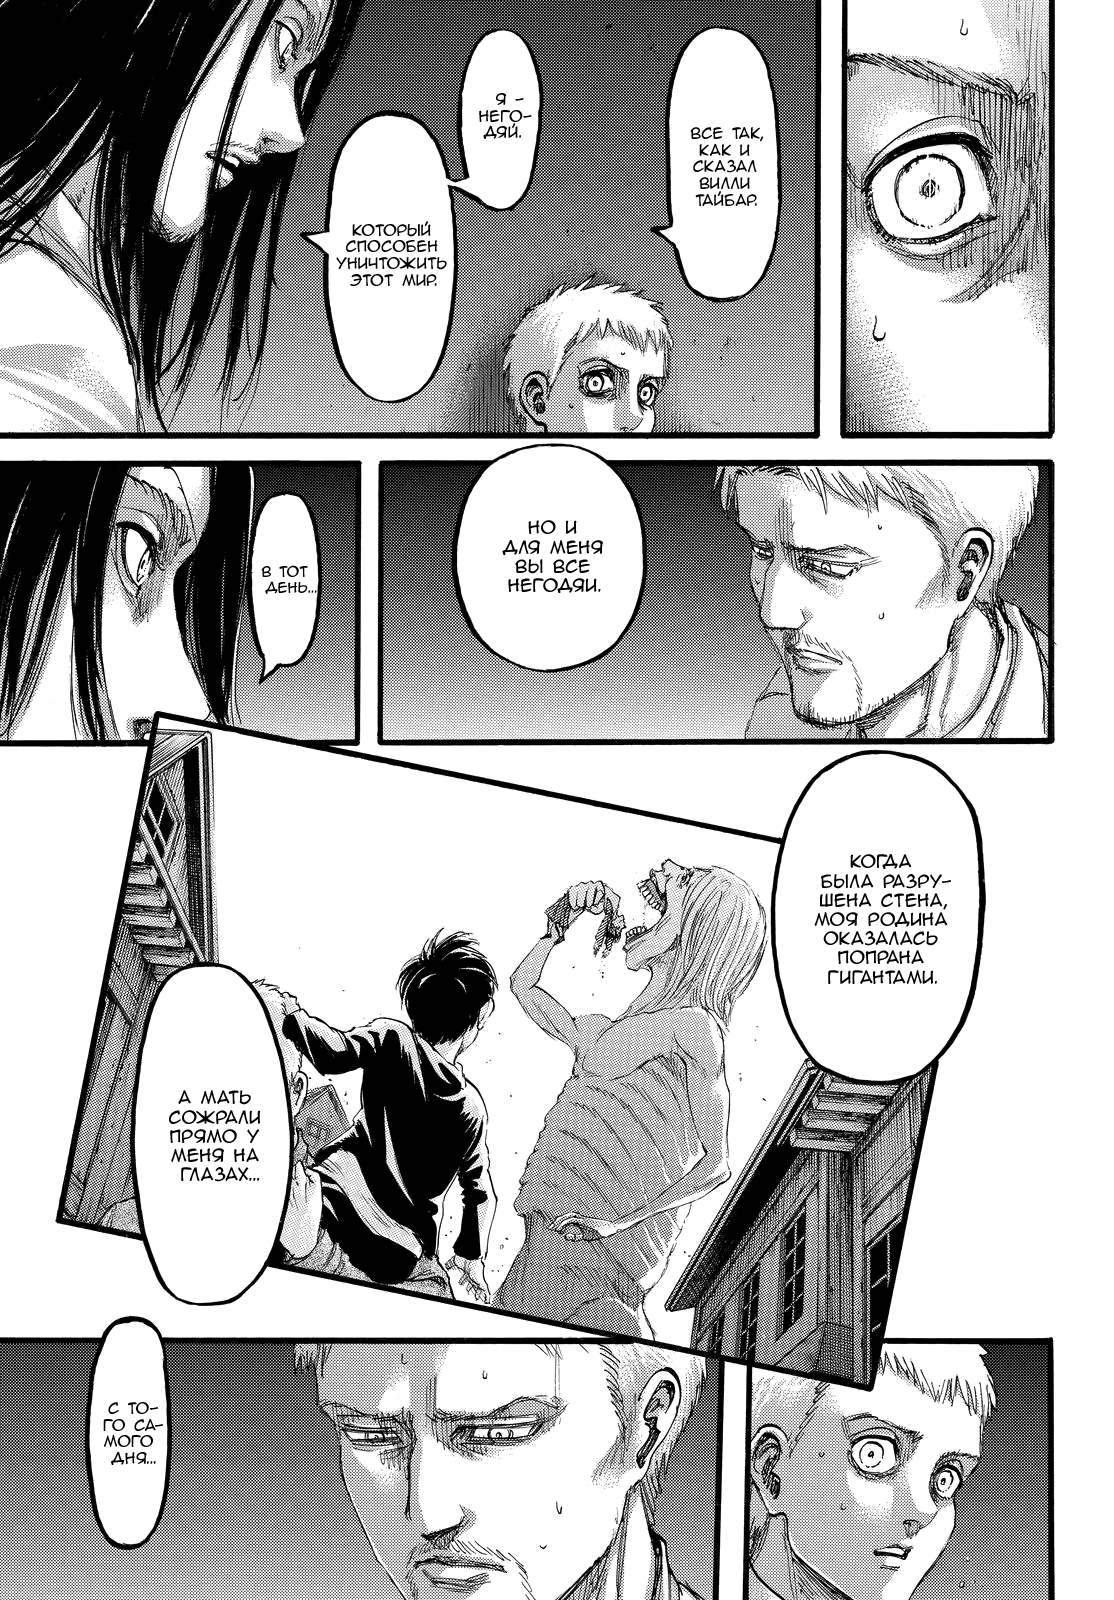 ВСЕ ТАК,
КАК И
СКАЗАЛ
ВИЛЛИ
ТАЙБАР.
Я -
НЕГО-
ДЯЙ.
КОТОРЫЙ
СПОСОБЕН
УНИЧТОЖИТЬ
ЭТОТ МИР.
НО И
ДЛЯ МЕНЯ
ВЫ ВСЕ
НЕГОДЯИ.
В ТОТ
ДЕНЬ...
КОГДА
БЫЛА РАЗРУ-
ШЕНА СТЕНА,
МОЯ РОДИНА
ОКАЗАЛАСЬ
ПОПРАНА
ГИГАНТАМИ.
А МАТЬ
СОЖРАЛИ
ПРЯМО У
МЕНЯ НА
ГЛАЗАХ...
С ТО-
ГО СА-
МОГО
ДНЯ...